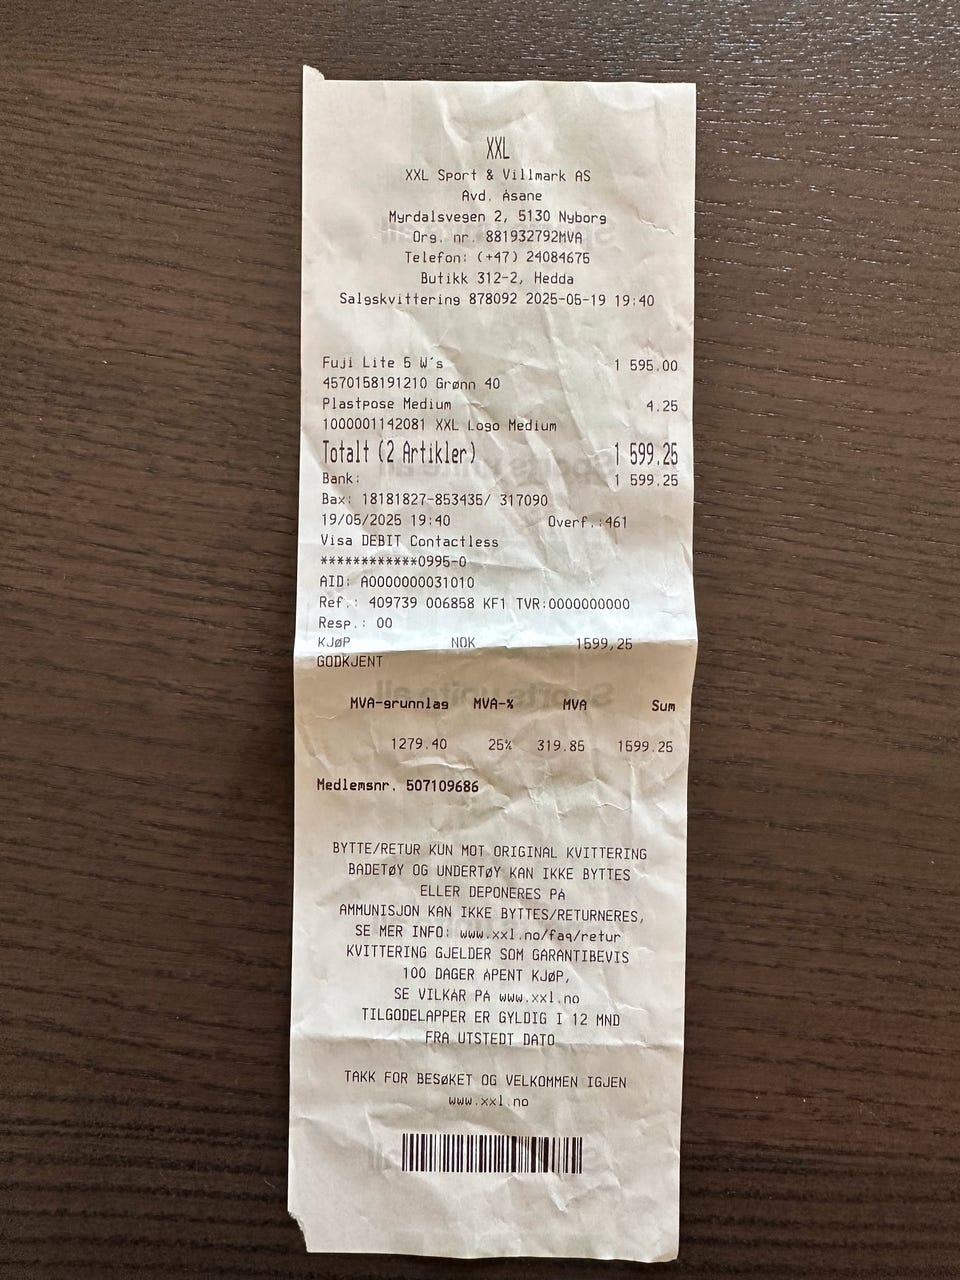 XXL
XXL Sport & Villmark AS
Avd. Åsane
Myrdalsvegen 2, 5130 Nyborg
Org. nr. 881932792MVA
Telefon: (+47) 24084675
Butikk 312-2, Hedda
Salgskvittering 878092 2025-05-19 19:40
Fuji Lite 5 W's 1 595.00
4570158191210 Grønn 40
Plastpose Medium 4.25
1000001142081 XXL Logo Medium
Totalt (2 Artikler) 1 599.25
Bank: 1 599.25
Bax: 18181827-853435/ 317090
19/05/2025 19:40 Overf.:461
Visa DEBIT Contactless
************0995-0
AID: A0000000031010
Ref.: 409739 006858 KF1 TVR:0000000000
Resp.: 00
KJØP NOK 1599,25
GODKJENT
MVA-grunnlag MVA-% MVA Sum
1279.40 25% 319.85 1599.25
Medlemsnr. 507109686
BYTTE/RETUR KUN MOT ORIGINAL KVITTERING
BADETØY OG UNDERTØY KAN IKKE BYTTES
ELLER DEPONERES PÅ
AMMUNISJON KAN IKKE BYTTES/RETURNERES,
SE MER INFO: www.xxl.no/faq/retur
KVITTERING GJELDER SOM GARANTIBEVIS
100 DAGER ÅPENT KJØP,
SE VILKÅR PÅ www.xxl.no
TILGODELAPPER ER GYLDIG I 12 MND
FRA UTSTEDT DATO
TAKK FOR BESØKET OG VELKOMMEN IGJEN
www.xxl.no